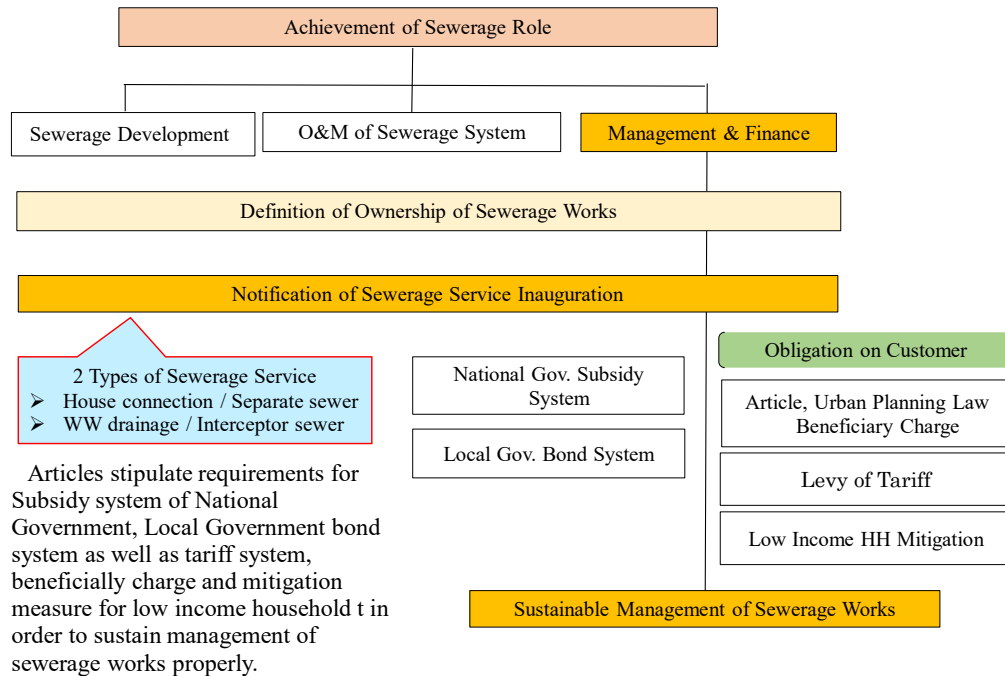 Achievement of Sewerage Role
Sewerage Development
O&M of Sewerage System
Management & Finance
Definition of Ownership of Sewerage Works
Notification of Sewerage Service Inauguration
2 Types of Sewerage Service
➢ House connection / Separate sewer
➢ WW drainage / Interceptor sewer
National Gov. Subsidy
System
Local Gov. Bond System
Obligation on Customer
Article, Urban Planning Law
Beneficiary Charge
Levy of Tariff
Low Income HH Mitigation
Articles stipulate requirements for
Subsidy system of National
Government, Local Government bond
system as well as tariff system,
beneficially charge and mitigation
measure for low income household t in
order to sustain management of
sewerage works properly.
Sustainable Management of Sewerage Works